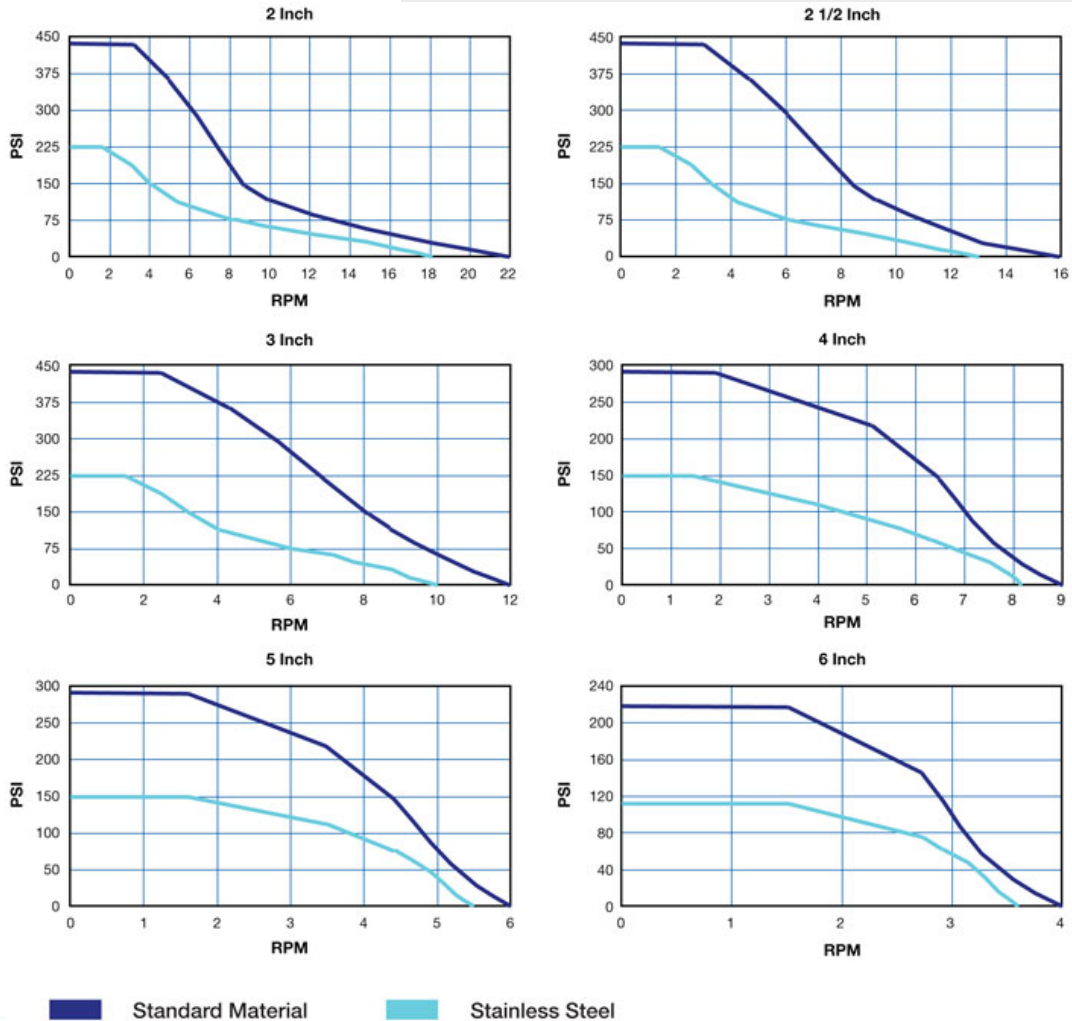 2 Inch
450
375
300
225
150
75
0
PSI
0 2 4 6 8 10 12 14 16 18 20 22
RPM
2 1/2 Inch
450
375
300
225
150
75
0
PSI
0 2 4 6 8 10 12 14 16
RPM
3 Inch
450
375
300
225
150
75
0
PSI
0 2 4 6 8 10 12
RPM
4 Inch
300
250
200
150
100
50
0
PSI
0 1 2 3 4 5 6 7 8 9
RPM
5 Inch
300
250
200
150
100
50
0
PSI
0 1 2 3 4 5 6
RPM
6 Inch
240
200
160
120
80
40
0
PSI
0 1 2 3 4
RPM
Standard Material
Stainless Steel